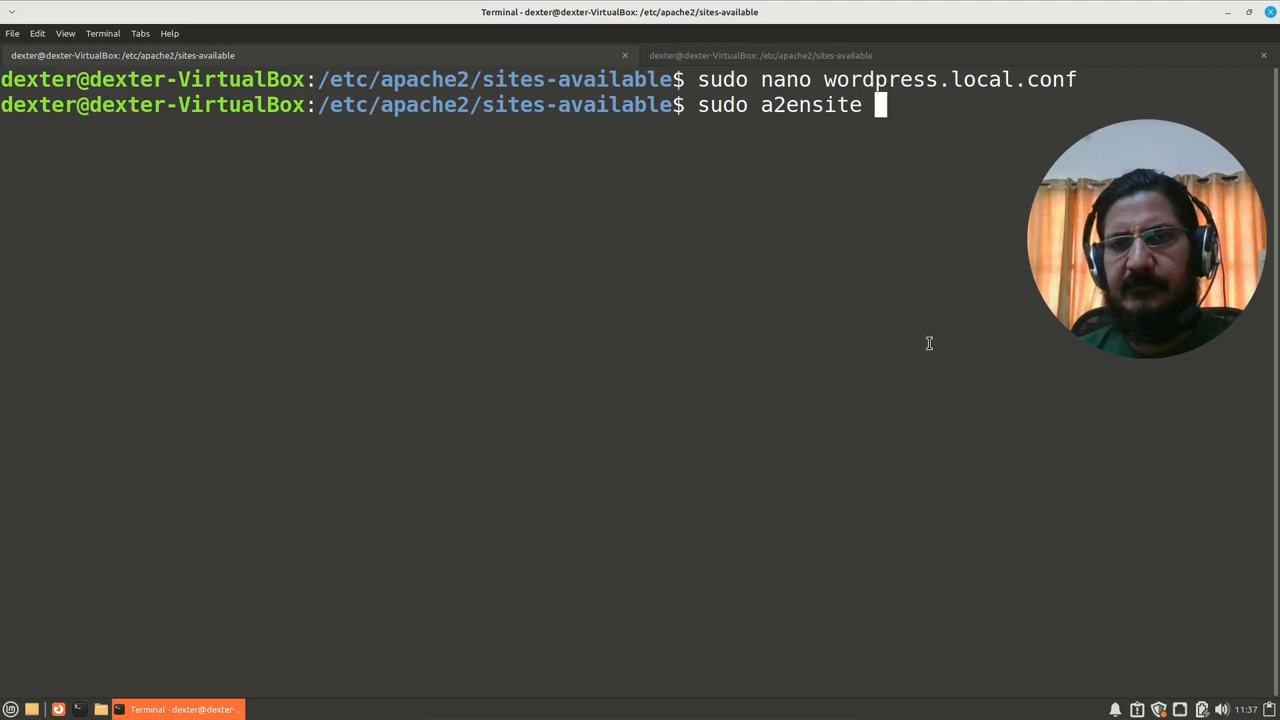 Terminal - dexter@dexter-VirtualBox: /etc/apache2/sites-available
File Edit View Terminal Tabs Help
dexter@dexter-VirtualBox: /etc/apache2/sites-available
dexter@dexter-VirtualBox: /etc/apache2/sites-available
dexter@dexter-VirtualBox:/etc/apache2/sites-available$ sudo nano wordpress.local.conf
dexter@dexter-VirtualBox:/etc/apache2/sites-available$ sudo a2ensite
Terminal - dexter@dexter-...
11:37